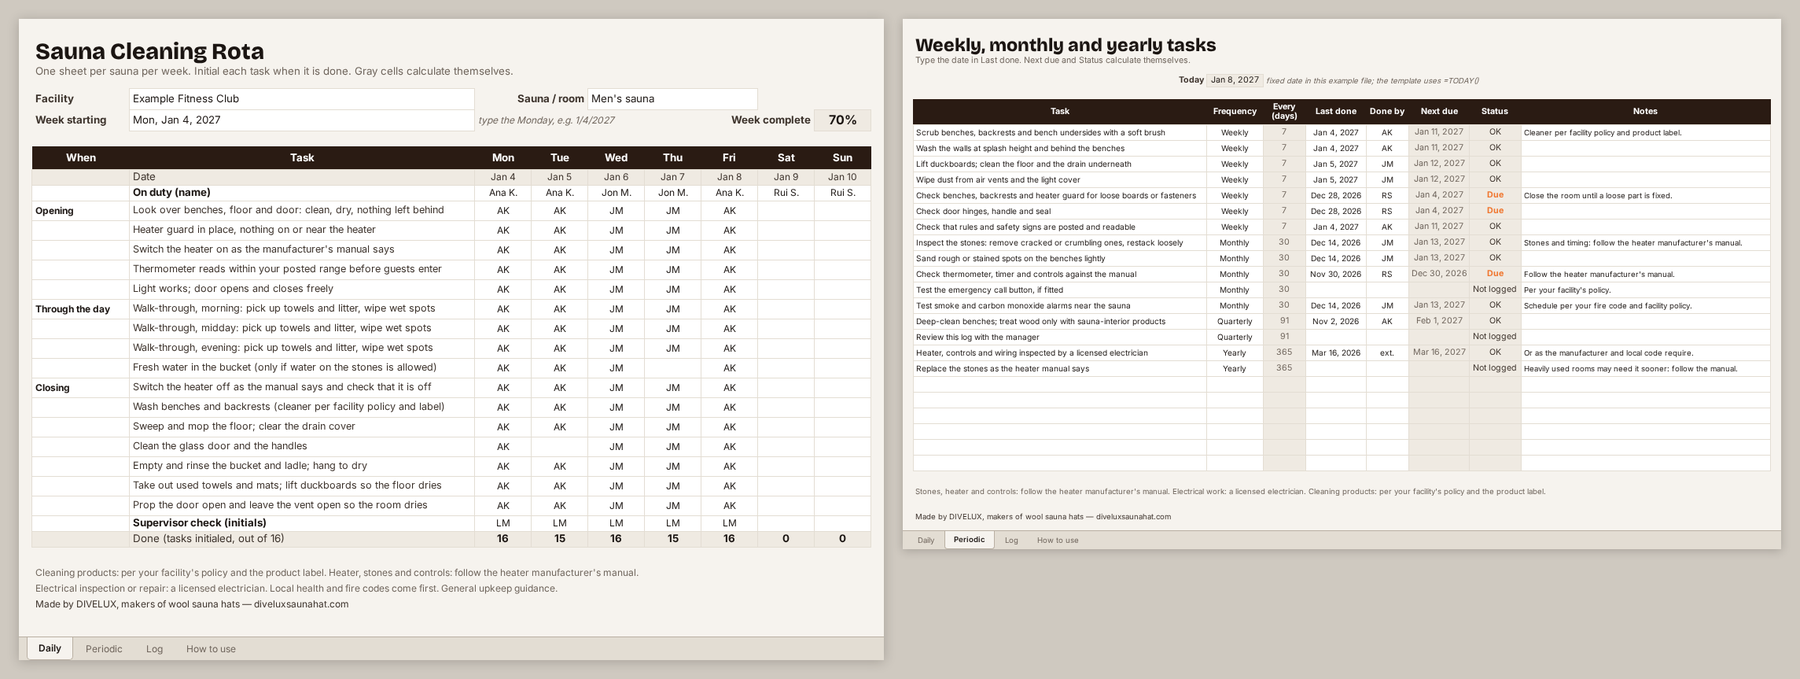 Sauna Cleaning Rota
One sheet per sauna per week. Initial each task when it is done. Gray cells calculate themselves.
Facility Example Fitness Club Sauna / room Men's sauna
Week starting Mon, Jan 4, 2027 type the Monday, e.g. 1/4/2027 Week complete 70%
When Task Mon Tue Wed Thu Fri Sat Sun
Date Jan 4 Jan 5 Jan 6 Jan 7 Jan 8 Jan 9 Jan 10
On duty (name) Ana K. Ana K. Jon M. Jon M. Ana K. Rui S. Rui S.
Opening Look over benches, floor and door: clean, dry, nothing left behind AK AK JM JM AK
Heater guard in place, nothing on or near the heater AK AK JM JM AK
Switch the heater on as the manufacturer's manual says AK AK JM JM AK
Thermometer reads within your posted range before guests enter AK AK JM JM AK
Light works; door opens and closes freely AK AK JM JM AK
Through the day Walk-through, morning: pick up towels and litter, wipe wet spots AK AK JM JM AK
Walk-through, midday: pick up towels and litter, wipe wet spots AK AK JM JM AK
Walk-through, evening: pick up towels and litter, wipe wet spots AK AK JM JM AK
Fresh water in the bucket (only if water on the stones is allowed) AK AK JM AK
Closing Switch the heater off as the manual says and check that it is off AK AK JM JM AK
Wash benches and backrests (cleaner per facility policy and label) AK AK JM JM AK
Sweep and mop the floor; clear the drain cover AK AK JM JM AK
Clean the glass door and the handles AK JM JM AK
Empty and rinse the bucket and ladle; hang to dry AK AK JM JM AK
Take out used towels and mats; lift duckboards so the floor dries AK AK JM JM AK
Prop the door open and leave the vent open so the room dries AK AK JM JM AK
Supervisor check (initials) LM LM LM LM LM
Done (tasks initialed, out of 16) 16 15 16 15 16 0 0
Cleaning products: per your facility's policy and the product label. Heater, stones and controls: follow the heater manufacturer's manual.
Electrical inspection or repair: a licensed electrician. Local health and fire codes come first. General upkeep guidance.
Made by DIVELUX, makers of wool sauna hats — diveluxsaunahat.com
Daily Periodic Log How to use
Weekly, monthly and yearly tasks
Type the date in Last done. Next due and Status calculate themselves.
Today Jan 8, 2027 fixed date in this example file; the template uses =TODAY()
Task Frequency Every (days) Last done Done by Next due Status Notes
Scrub benches, backrests and bench undersides with a soft brush Weekly 7 Jan 4, 2027 AK Jan 11, 2027 OK Cleaner per facility policy and product label.
Wash the walls at splash height and behind the benches Weekly 7 Jan 4, 2027 AK Jan 11, 2027 OK
Lift duckboards; clean the floor and the drain underneath Weekly 7 Jan 5, 2027 JM Jan 12, 2027 OK
Wipe dust from air vents and the light cover Weekly 7 Jan 5, 2027 JM Jan 12, 2027 OK
Check benches, backrests and heater guard for loose boards or fasteners Weekly 7 Dec 28, 2026 RS Jan 4, 2027 Due Close the room until a loose part is fixed.
Check door hinges, handle and seal Weekly 7 Dec 28, 2026 RS Jan 4, 2027 Due
Check that rules and safety signs are posted and readable Weekly 7 Jan 4, 2027 AK Jan 11, 2027 OK
Inspect the stones: remove cracked or crumbling ones, restack loosely Monthly 30 Dec 14, 2026 JM Jan 13, 2027 OK Stones and timing: follow the heater manufacturer's manual.
Sand rough or stained spots on the benches lightly Monthly 30 Dec 14, 2026 JM Jan 13, 2027 OK
Check thermometer, timer and controls against the manual Monthly 30 Nov 30, 2026 RS Dec 30, 2026 Due Follow the heater manufacturer's manual.
Test the emergency call button, if fitted Monthly 30 Not logged Per your facility's policy.
Test smoke and carbon monoxide alarms near the sauna Monthly 30 Dec 14, 2026 JM Jan 13, 2027 OK Schedule per your fire code and facility policy.
Deep-clean benches; treat wood only with sauna-interior products Quarterly 91 Nov 2, 2026 AK Feb 1, 2027 OK
Review this log with the manager Quarterly 91 Not logged
Heater, controls and wiring inspected by a licensed electrician Yearly 365 Mar 16, 2026 ext. Mar 16, 2027 OK Or as the manufacturer and local code require.
Replace the stones as the heater manual says Yearly 365 Not logged Heavily used rooms may need it sooner: follow the manual.
Stones, heater and controls: follow the heater manufacturer's manual. Electrical work: a licensed electrician. Cleaning products: per your facility's policy and the product label.
Made by DIVELUX, makers of wool sauna hats — diveluxsaunahat.com
Daily Periodic Log How to use